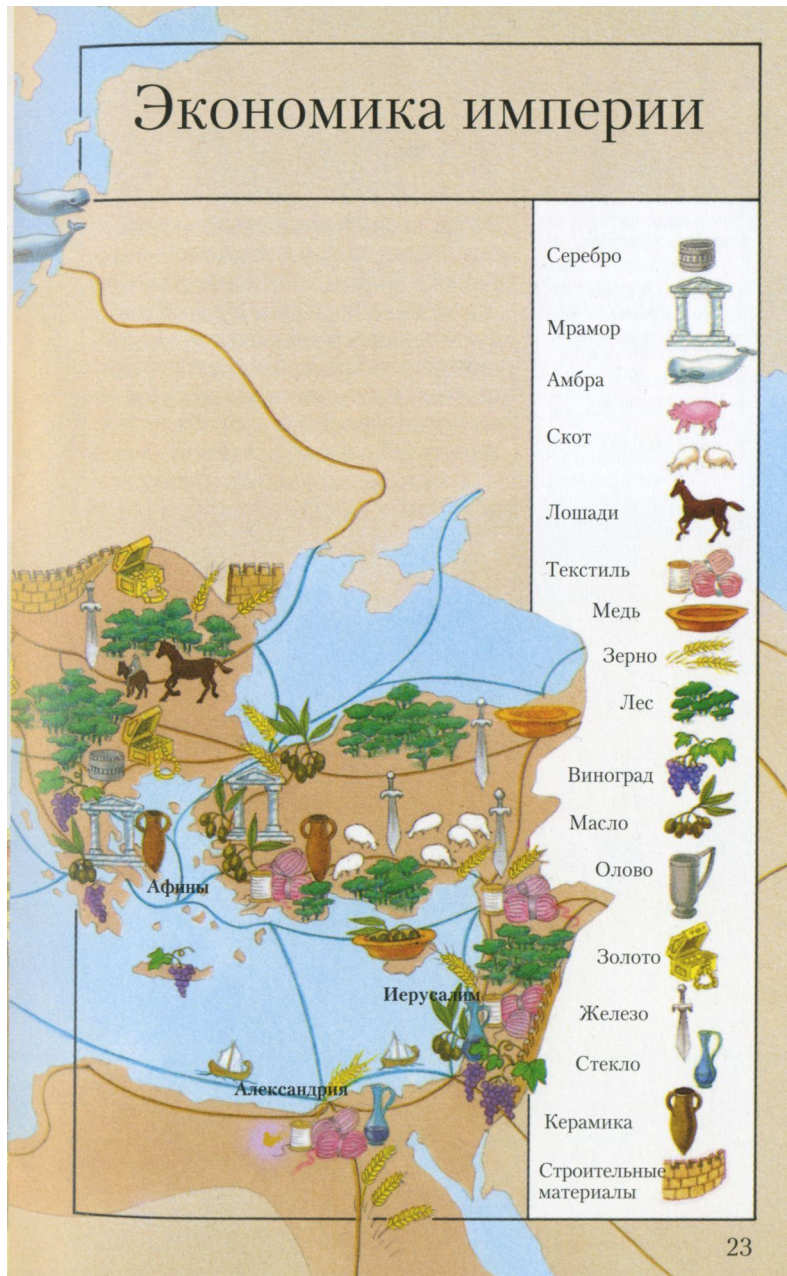 Экономика империи
Серебро
Мрамор
Амбра
Скот
Лошади
Текстиль
Медь
Зерно
Лес
Виноград
Масло
Олово
Золото
Железо
Стекло
Керамика
Строительные
материалы
Афины
Иерусалим
Александрия
23